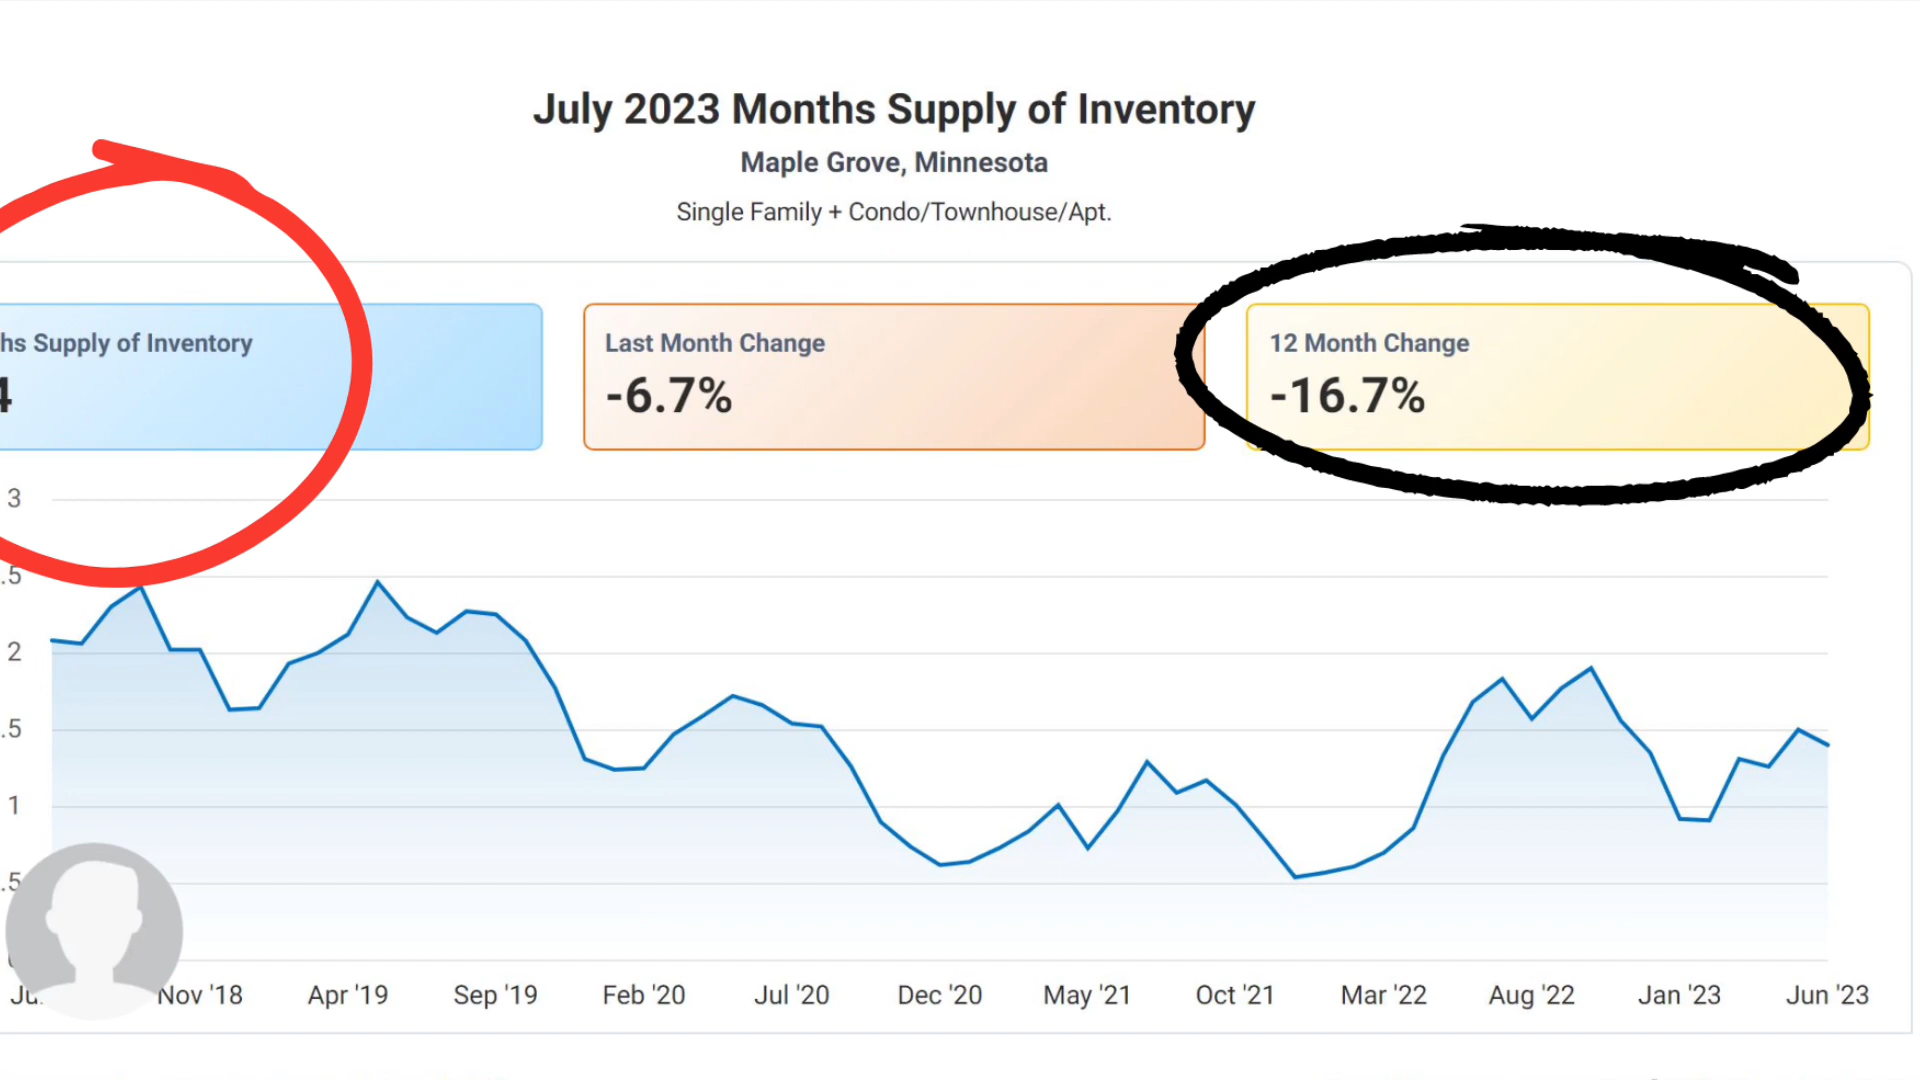 July 2023 Months Supply of Inventory
Maple Grove, Minnesota
Single Family + Condo/Townhouse/Apt.
hs Supply of Inventory
4
Last Month Change
-6.7%
12 Month Change
-16.7%
3
.5
2
.5
1
.5
Nov '18
Apr '19
Sep '19
Feb '20
Jul '20
Dec '20
May '21
Oct '21
Mar '22
Aug '22
Jan '23
Jun '23